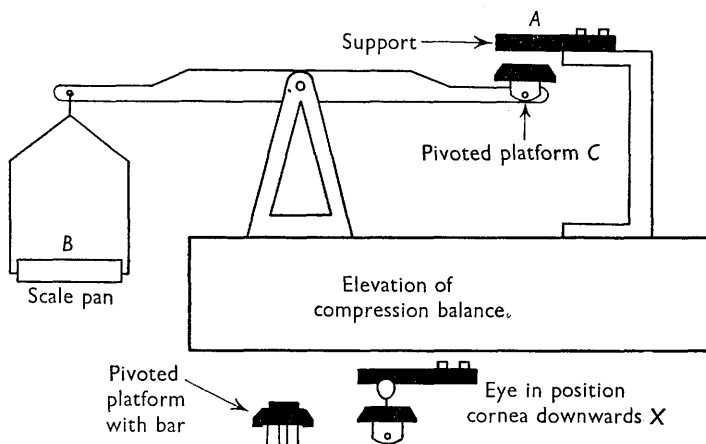 A
Support
Pivoted platform C
B
Scale pan
Elevation of
compression balance.
Pivoted
platform
with bar
Eye in position
cornea downwards X